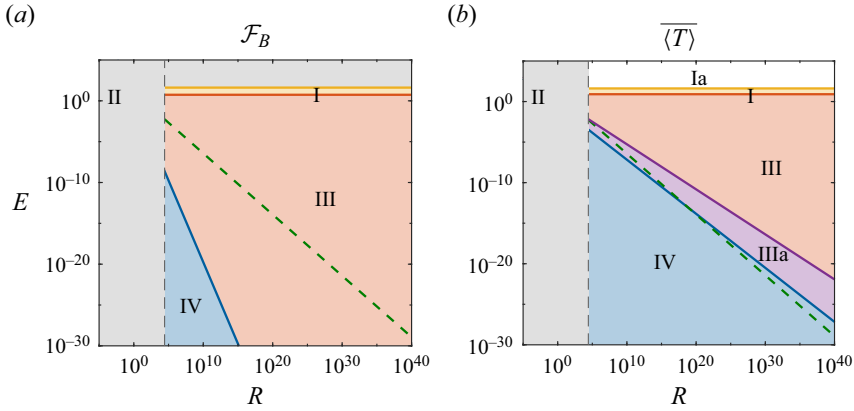 (a)
𝓕_B
(b)
\overline{⟨T⟩}
E
10^0
10^{-10}
10^{-20}
10^{-30}
II
I
III
IV
10^0
10^{10}
10^{20}
10^{30}
10^{40}
R
10^0
10^{-10}
10^{-20}
10^{-30}
II
Ia
I
III
IIIa
IV
10^0
10^{10}
10^{20}
10^{30}
10^{40}
R